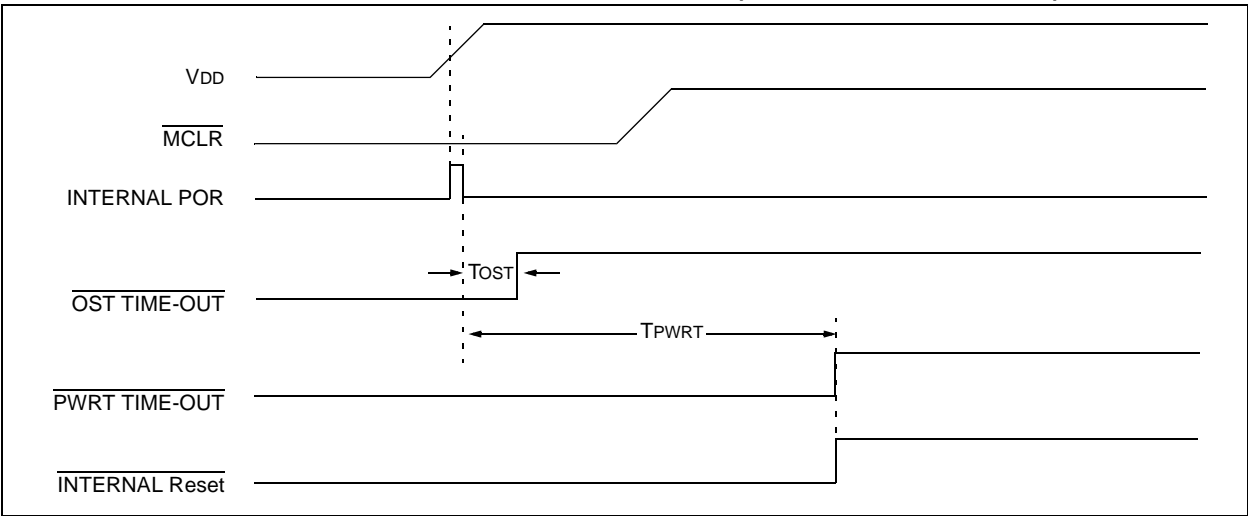 VDD
MCLR
INTERNAL POR
TOST
OST TIME-OUT
TPWRT
PWRT TIME-OUT
INTERNAL Reset